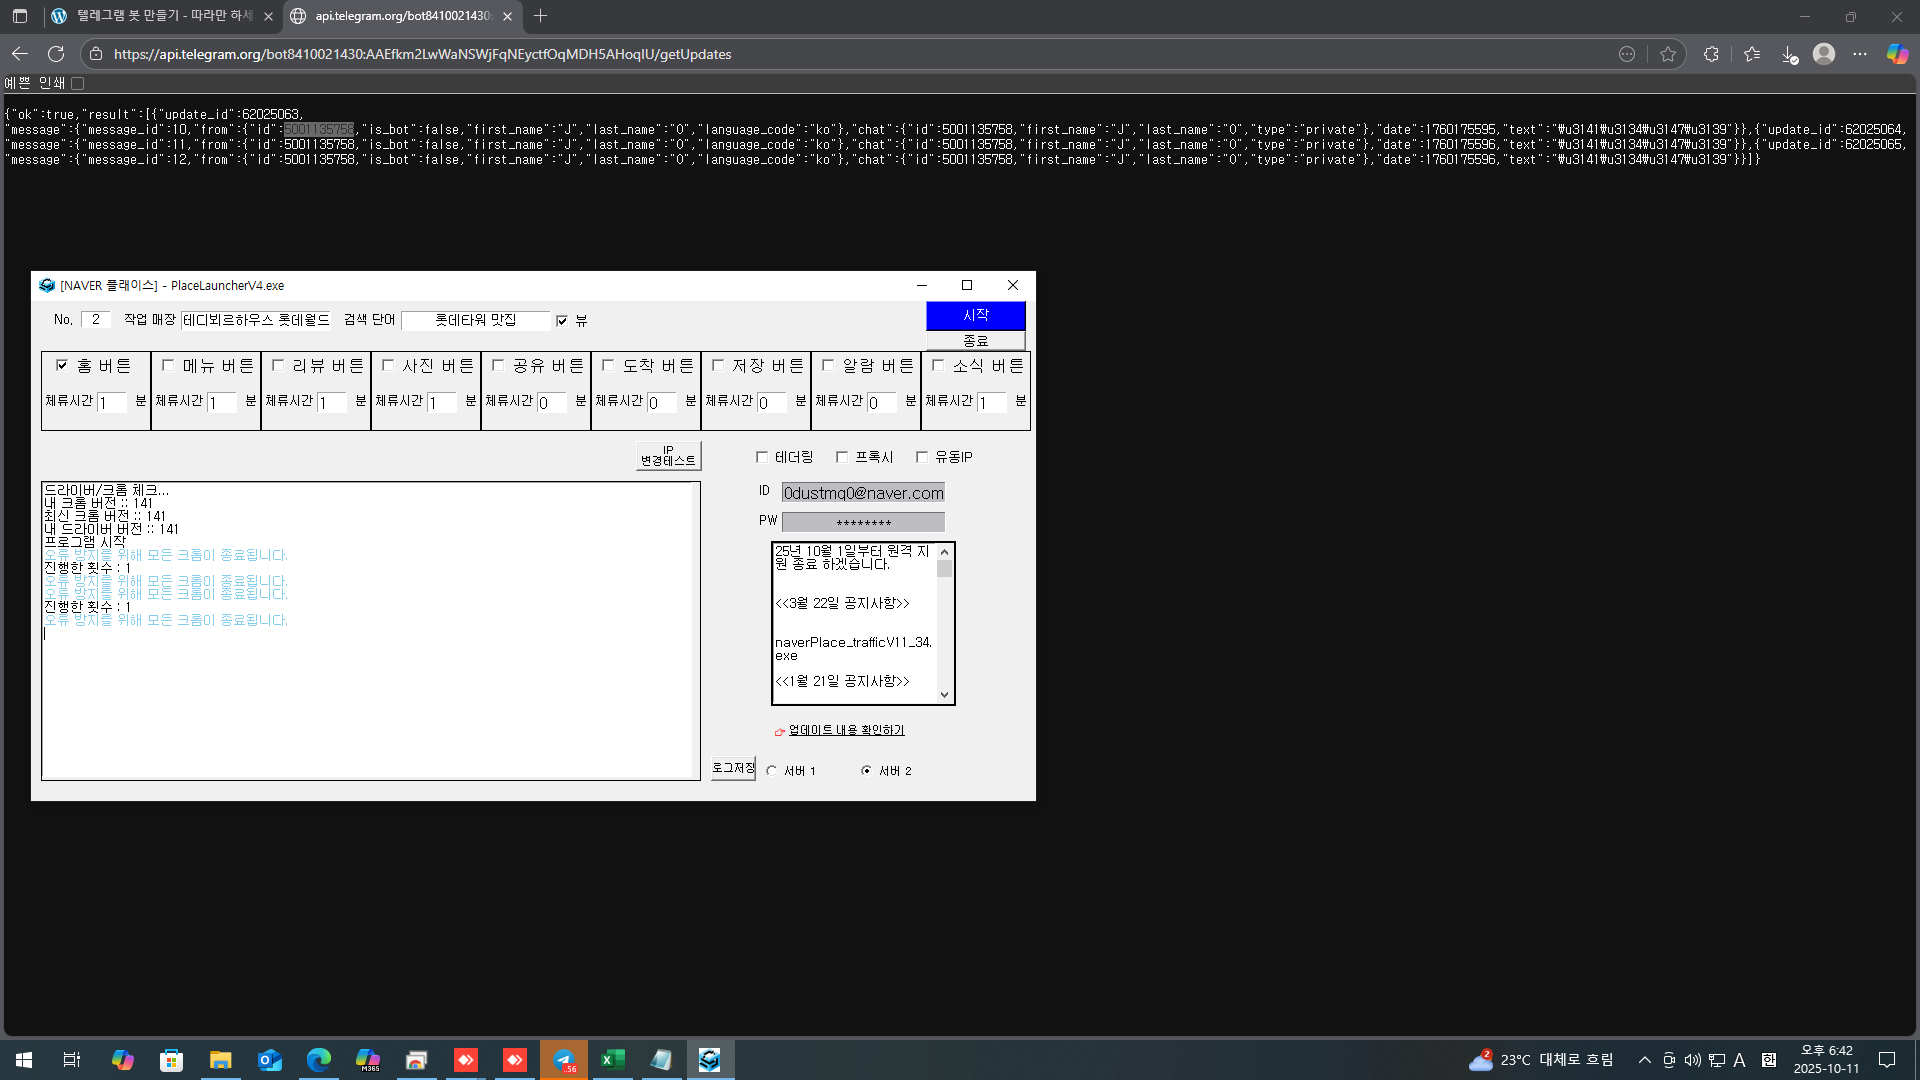 텔레그램 봇 만들기 - 따라만 하세
api.telegram.org/bot8410021430:
https://api.telegram.org/bot8410021430:AAEfkm2LwWaNSWjFqNEyctfOqMDH5AHoqIU/getUpdates
예쁜 인쇄
{"ok":true,"result":[{"update_id":62025063,
"message":{"message_id":10,"from":{"id":5001135758,"is_bot":false,"first_name":"J","last_name":"O","language_code":"ko"},"chat":{"id":5001135758,"first_name":"J","last_name":"O","type":"private"},"date":1760175595,"text":"₩u3141₩u3134₩u3147₩u3139"}},{"update_id":62025064,
"message":{"message_id":11,"from":{"id":5001135758,"is_bot":false,"first_name":"J","last_name":"O","language_code":"ko"},"chat":{"id":5001135758,"first_name":"J","last_name":"O","type":"private"},"date":1760175596,"text":"₩u3141₩u3134₩u3147₩u3139"}},{"update_id":62025065,
"message":{"message_id":12,"from":{"id":5001135758,"is_bot":false,"first_name":"J","last_name":"O","language_code":"ko"},"chat":{"id":5001135758,"first_name":"J","last_name":"O","type":"private"},"date":1760175596,"text":"₩u3141₩u3134₩u3147₩u3139"}}]}
[NAVER 플래이스] - PlaceLauncherV4.exe
No. 2 작업 매장 테디뵈르하우스 롯데월드 검색 단어 롯데타워 맛집 뷰
시작
종료
홈 버튼 메뉴 버튼 리뷰 버튼 사진 버튼 공유 버튼 도착 버튼 저장 버튼 알람 버튼 소식 버튼
체류시간 1 분 체류시간 1 분 체류시간 1 분 체류시간 1 분 체류시간 0 분 체류시간 0 분 체류시간 0 분 체류시간 0 분 체류시간 1 분
IP
변경테스트
테더링 프록시 유동IP
드라이버/크롬 체크...
내 크롬 버전 :: 141
최신 크롬 버전 :: 141
내 드라이버 버전 :: 141
프로그램 시작
오류 방지를 위해 모든 크롬이 종료됩니다.
진행한 횟수 : 1
오류 방지를 위해 모든 크롬이 종료됩니다.
오류 방지를 위해 모든 크롬이 종료됩니다.
진행한 횟수 : 1
오류 방지를 위해 모든 크롬이 종료됩니다.
ID 0dustmq0@naver.com
PW ********
25년 10월 1일부터 원격 지
원 종료 하겠습니다.
<<3월 22일 공지사항>>
naverPlace_trafficV11_34.
exe
<<1월 21일 공지사항>>
업데이트 내용 확인하기
로그저장 서버 1 서버 2
M365
..56
2
23°C 대체로 흐림
A
한
오후 6:42
2025-10-11